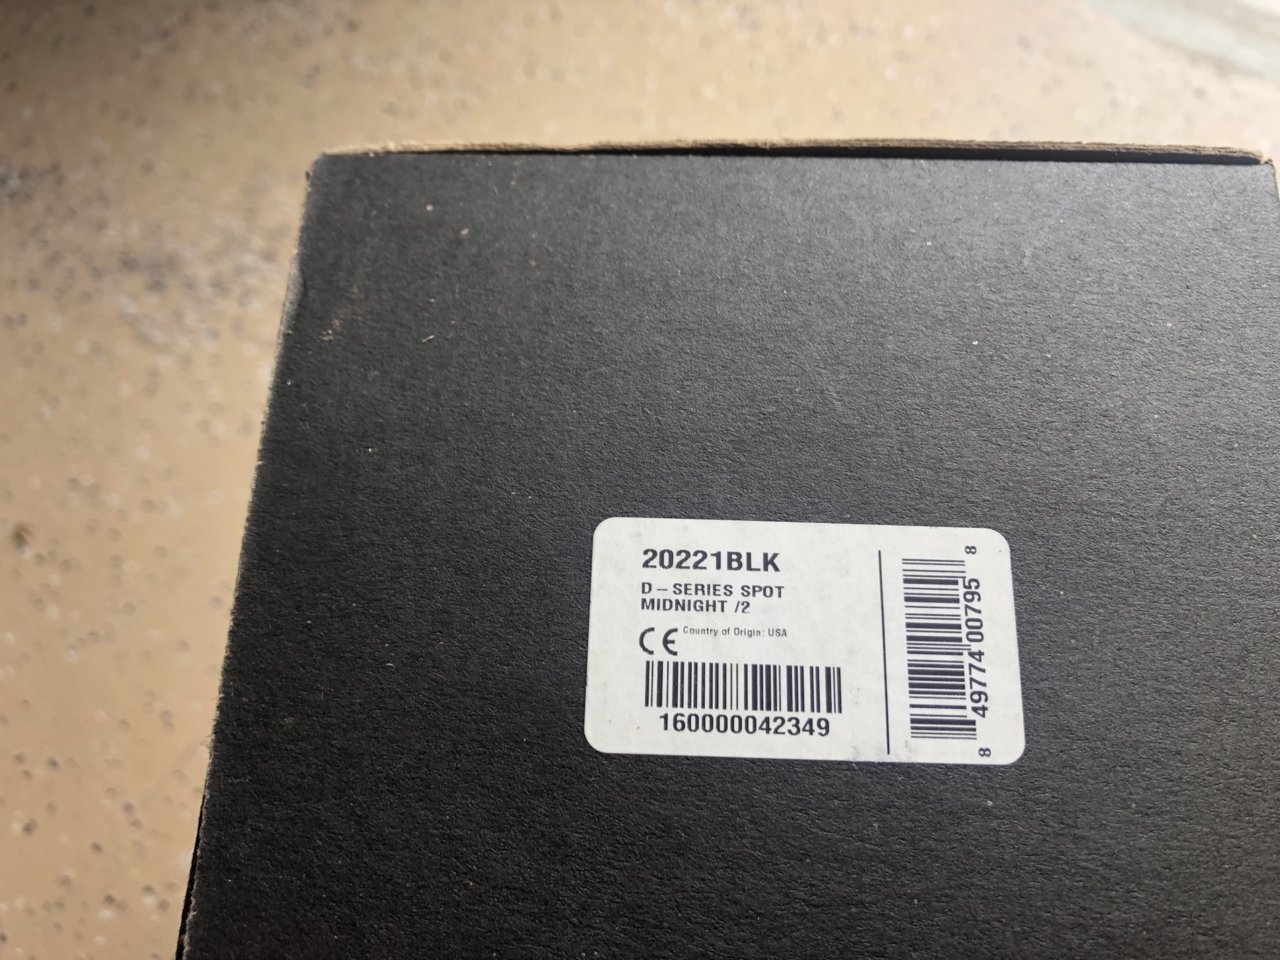 20221BLK
D-SERIES SPOT
MIDNIGHT /2
CE Country of Origin: USA
160000042349
8 49774 00795 8